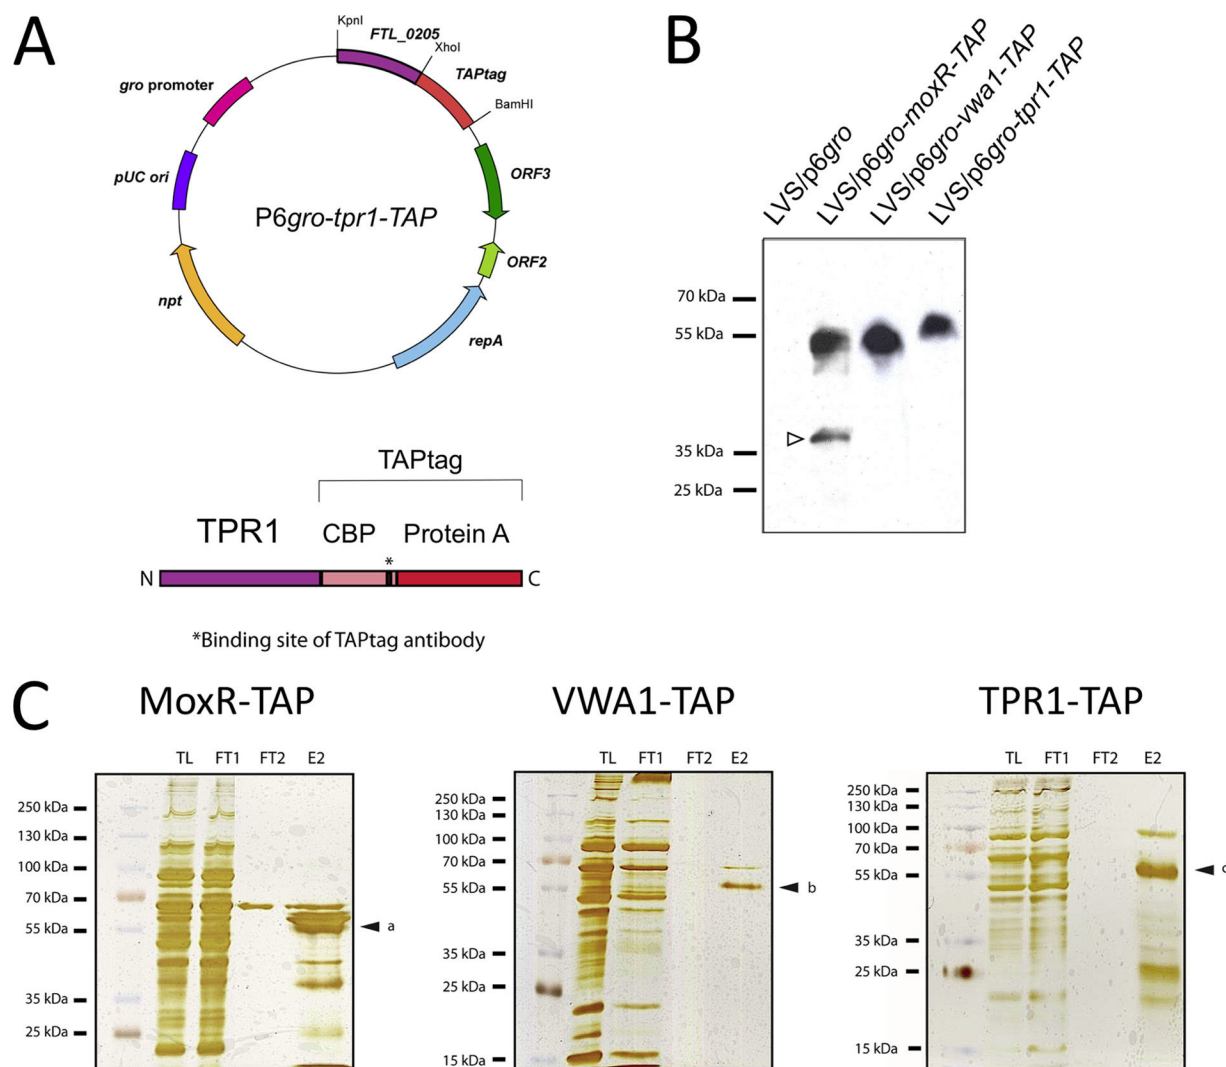 A
KpnI
FTL_0205
XhoI
TAPtag
BamHI
gro promoter
pUC ori
ORF3
P6gro-tpr1-TAP
ORF2
npt
repA
TAPtag
TPR1
CBP
Protein A
*
N
C
*Binding site of TAPtag antibody
B
LVS/p6gro
LVS/p6gro-moxR-TAP
LVS/p6gro-vwa1-TAP
LVS/p6gro-tpr1-TAP
70 kDa
55 kDa
35 kDa
25 kDa
C
MoxR-TAP
TL FT1 FT2 E2
250 kDa
130 kDa
100 kDa
70 kDa
55 kDa
a
35 kDa
25 kDa
VWA1-TAP
TL FT1 FT2 E2
250 kDa
130 kDa
100 kDa
70 kDa
55 kDa
b
35 kDa
25 kDa
15 kDa
TPR1-TAP
TL FT1 FT2 E2
250 kDa
130 kDa
100 kDa
70 kDa
55 kDa
35 kDa
25 kDa
15 kDa